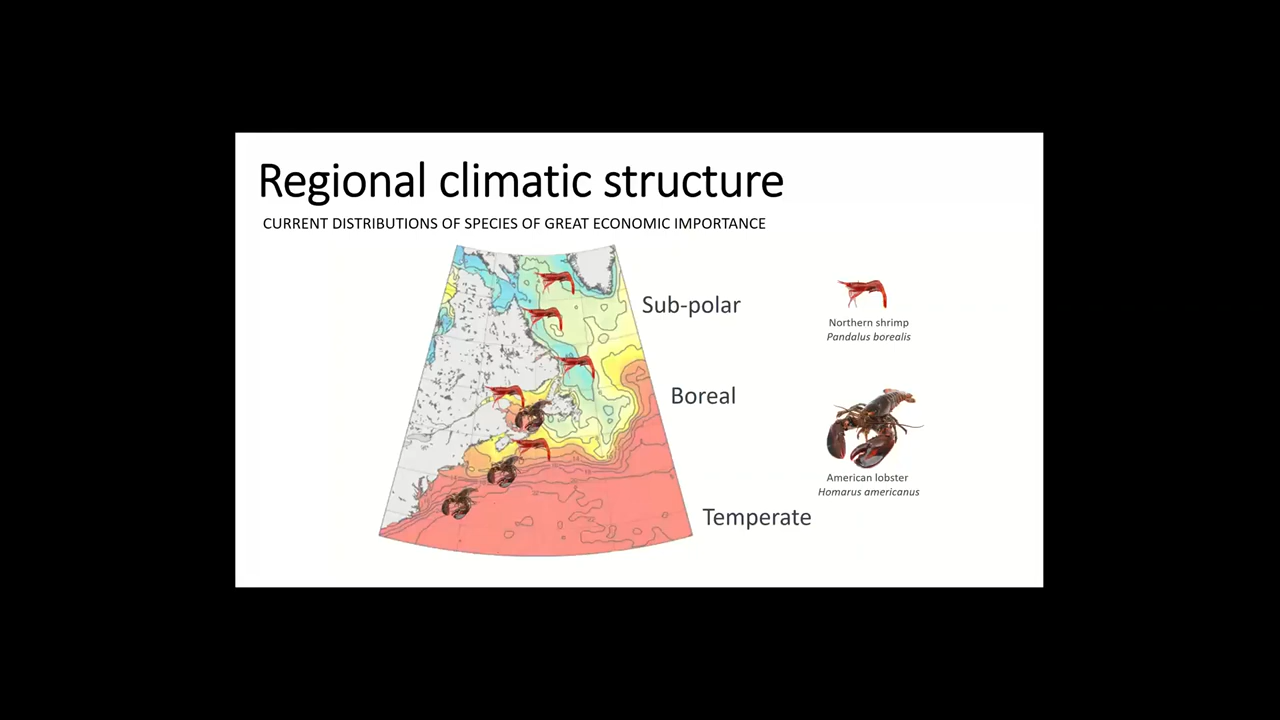 Regional climatic structure
CURRENT DISTRIBUTIONS OF SPECIES OF GREAT ECONOMIC IMPORTANCE
Sub-polar
Northern shrimp
Pandalus borealis
Boreal
American lobster
Homarus americanus
Temperate